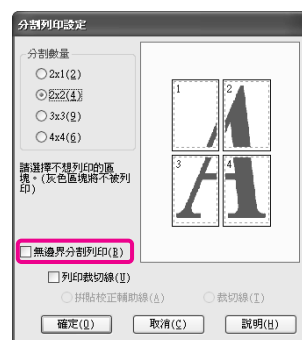 分割列印設定
分割數量
2x1(2)
2x2(4)
3x3(9)
4x4(6)
請選擇不想列印的區
塊。(灰色區塊將不被列
印)
1 2
3 4
無邊界分割列印(B)
列印裁切線(U)
拼貼校正輔助線(A) 裁切線(I)
確定(O) 取消(C) 說明(H)